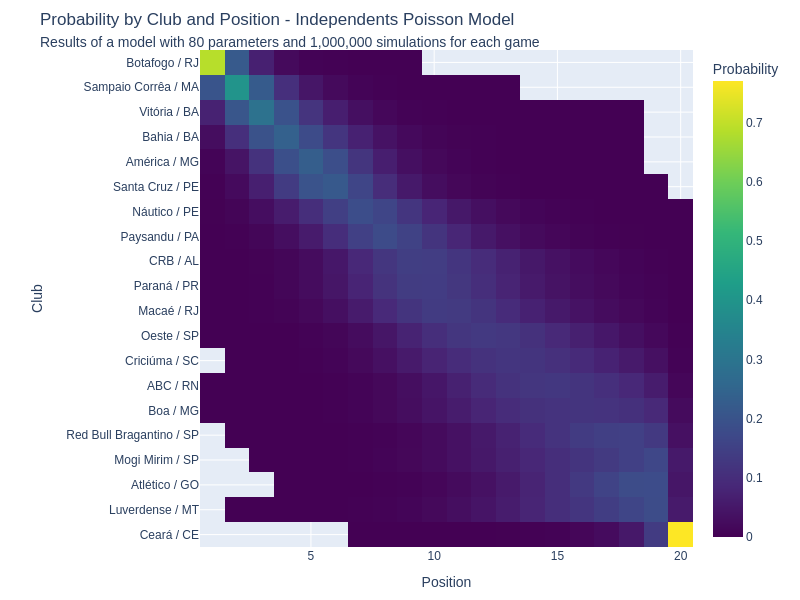 Probability by Club and Position - Independents Poisson Model
Results of a model with 80 parameters and 1,000,000 simulations for each game
Probability
Botafogo / RJ
Sampaio Corrêa / MA
Vitória / BA
Bahia / BA
América / MG
Santa Cruz / PE
Náutico / PE
Paysandu / PA
CRB / AL
Paraná / PR
Macaé / RJ
Oeste / SP
Criciúma / SC
ABC / RN
Boa / MG
Red Bull Bragantino / SP
Mogi Mirim / SP
Atlético / GO
Luverdense / MT
Ceará / CE
Club
5 10 15 20
Position
0.7
0.6
0.5
0.4
0.3
0.2
0.1
0